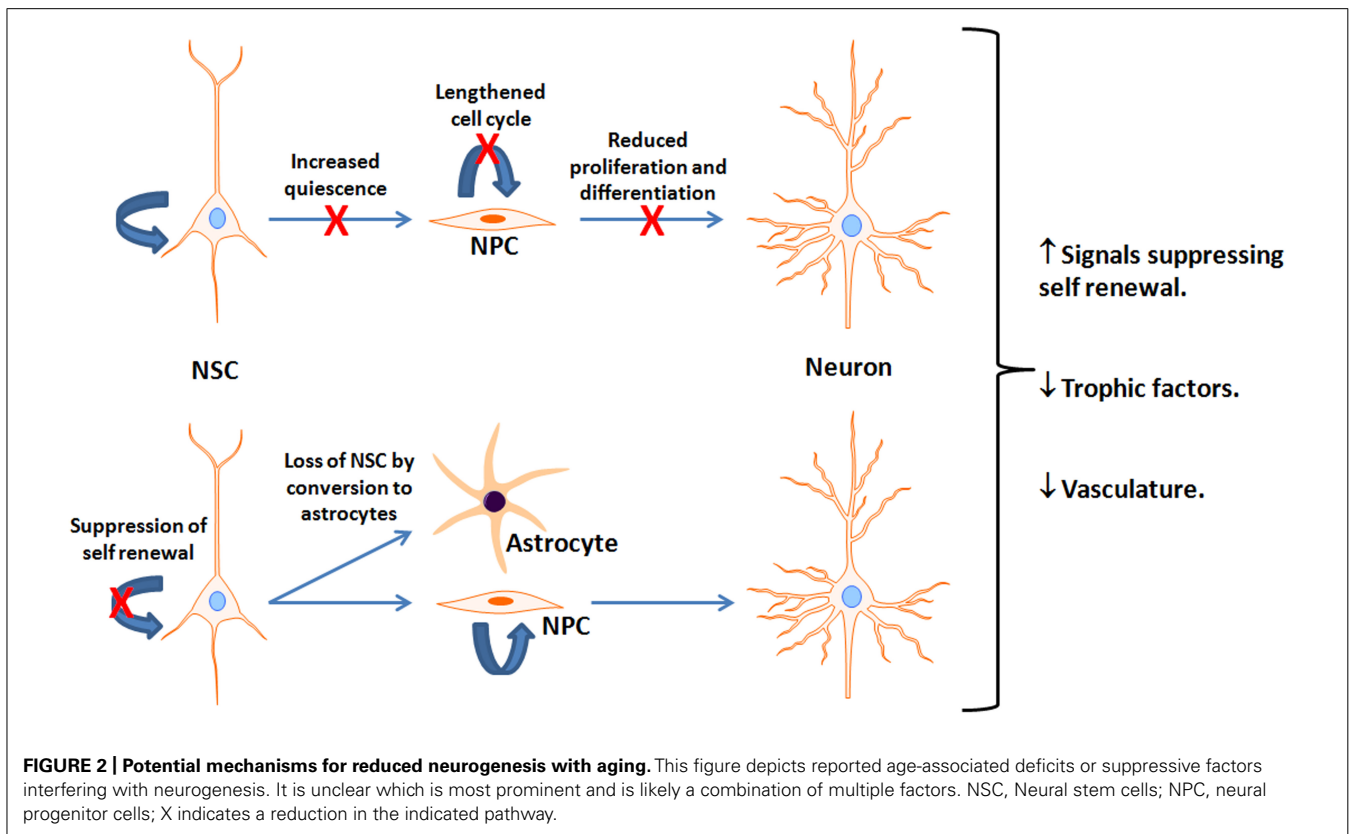 Lengthened
cell cycle
Increased
quiescence
Reduced
proliferation and
differentiation
NPC
NSC
Neuron
Loss of NSC by
conversion to
astrocytes
Suppression of
self renewal
Astrocyte
NPC
↑ Signals suppressing
self renewal.
↓ Trophic factors.
↓ Vasculature.
X
X
X
X
FIGURE 2 | Potential mechanisms for reduced neurogenesis with aging. This figure depicts reported age-associated deficits or suppressive factors
interfering with neurogenesis. It is unclear which is most prominent and is likely a combination of multiple factors. NSC, Neural stem cells; NPC, neural
progenitor cells; X indicates a reduction in the indicated pathway.